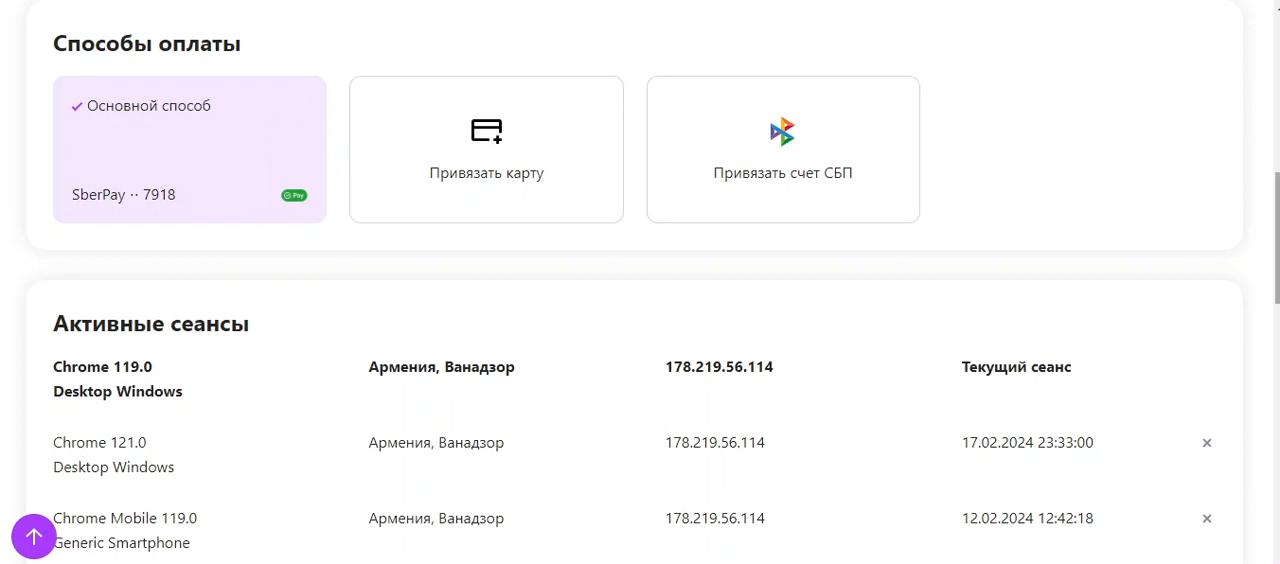 Способы оплаты
Основной способ
SberPay ·· 7918
Pay
Привязать карту
Привязать счет СБП
Активные сеансы
Chrome 119.0 Армения, Ванадзор 178.219.56.114 Текущий сеанс
Desktop Windows
Chrome 121.0 Армения, Ванадзор 178.219.56.114 17.02.2024 23:33:00
Desktop Windows
Chrome Mobile 119.0 Армения, Ванадзор 178.219.56.114 12.02.2024 12:42:18
Generic Smartphone